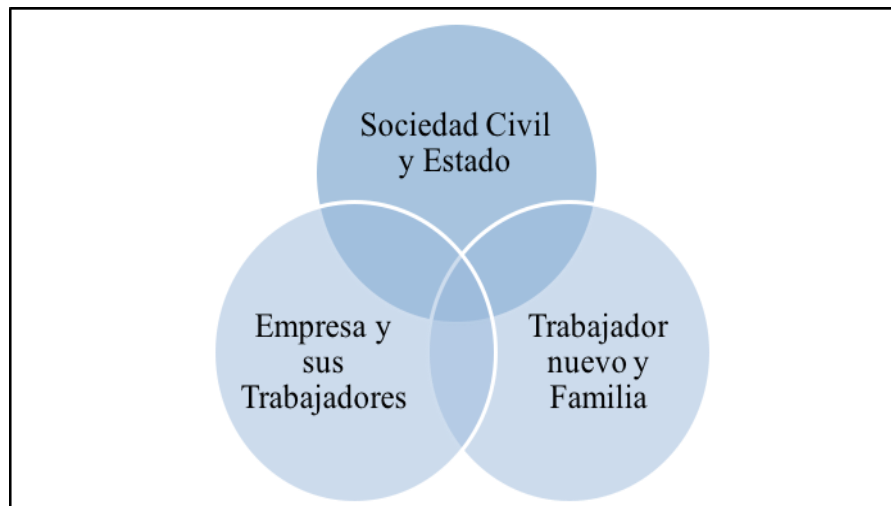 Sociedad Civil
y Estado
Empresa y
sus
Trabajadores
Trabajador
nuevo y
Familia